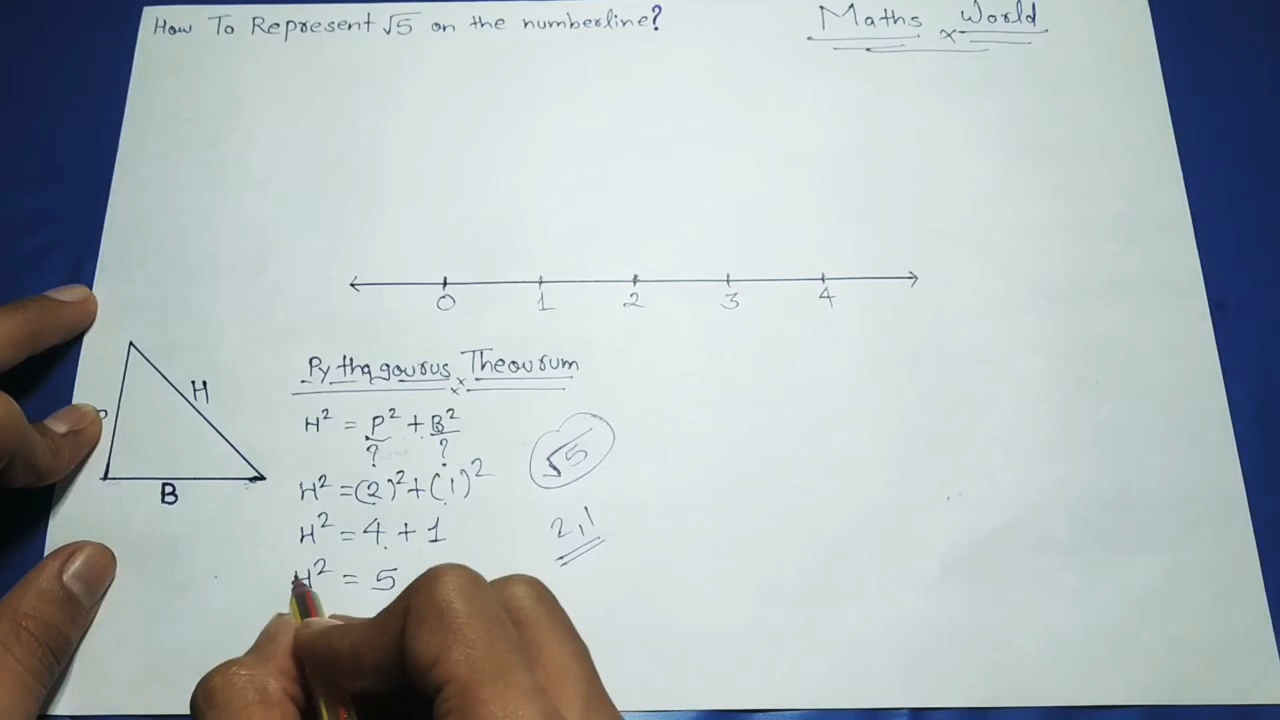 How To Represent √5 on the numberline?
Maths × World
0 1 2 3 4
Pythagourus Theourum
××
H² = P² + B²
? ?
H² = (2)² + (1)²
H² = 4 + 1
H² = 5
√5
2,1
H
B